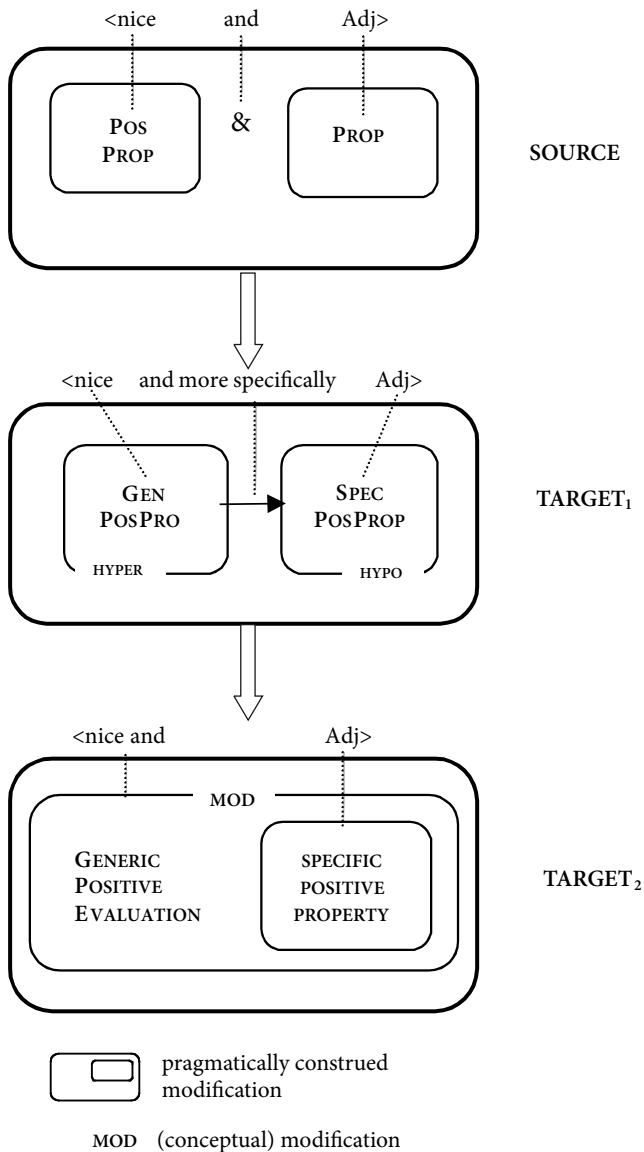 <nice and Adj>
POS PROP & PROP
SOURCE
<nice and more specifically Adj>
GEN POSPRO
SPEC POSPROP
HYPER
HYPO
TARGET₁
<nice and Adj>
MOD
GENERIC POSITIVE EVALUATION
SPECIFIC POSITIVE PROPERTY
TARGET₂
pragmatically construed
modification
MOD (conceptual) modification